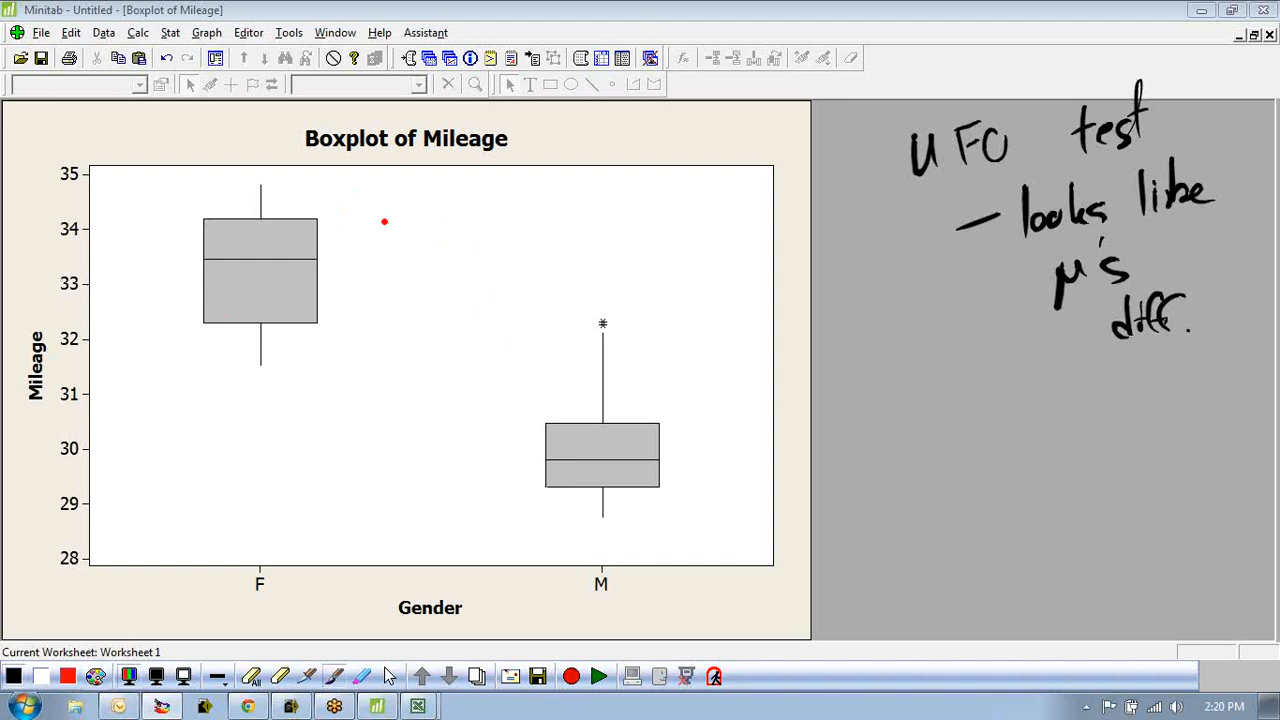 Minitab - Untitled - [Boxplot of Mileage]
File Edit Data Calc Stat Graph Editor Tools Window Help Assistant
Boxplot of Mileage
35
34
33
32
31
30
29
28
Mileage
*
F M
Gender
UFO test
- looks like
μ's
diff.
Current Worksheet: Worksheet 1
2:20 PM